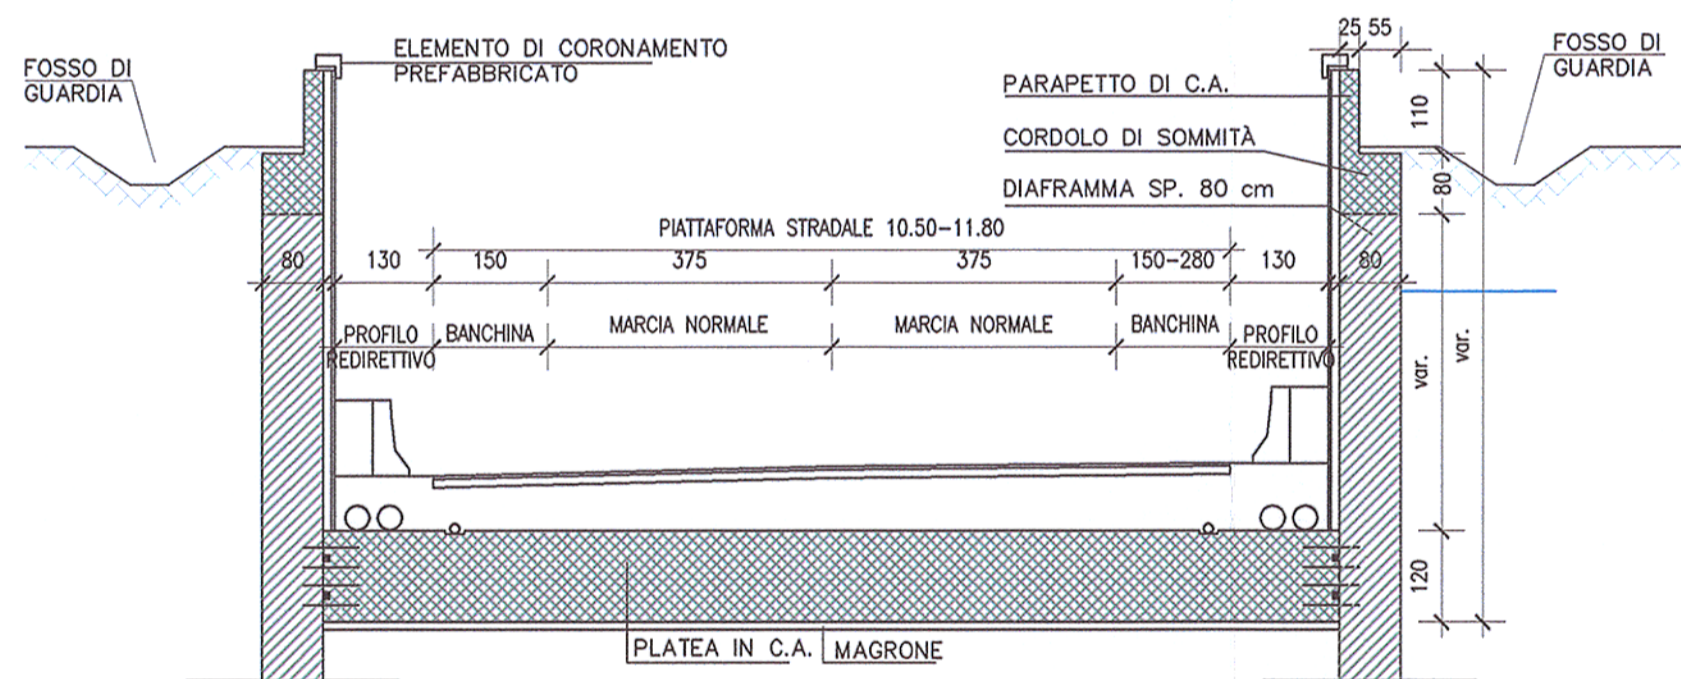 25 55
ELEMENTO DI CORONAMENTO
PREFABBRICATO
FOSSO DI
GUARDIA
FOSSO DI
GUARDIA
PARAPETTO DI C.A.
110
CORDOLO DI SOMMITÀ
DIAFRAMMA SP. 80 cm
80
PIATTAFORMA STRADALE 10.50-11.80
80 130 150 375 375 150-280 130 80
PROFILO
REDIRETTIVO
BANCHINA
MARCIA NORMALE
MARCIA NORMALE
BANCHINA
PROFILO
REDIRETTIVO
var.
var.
120
PLATEA IN C.A.
MAGRONE